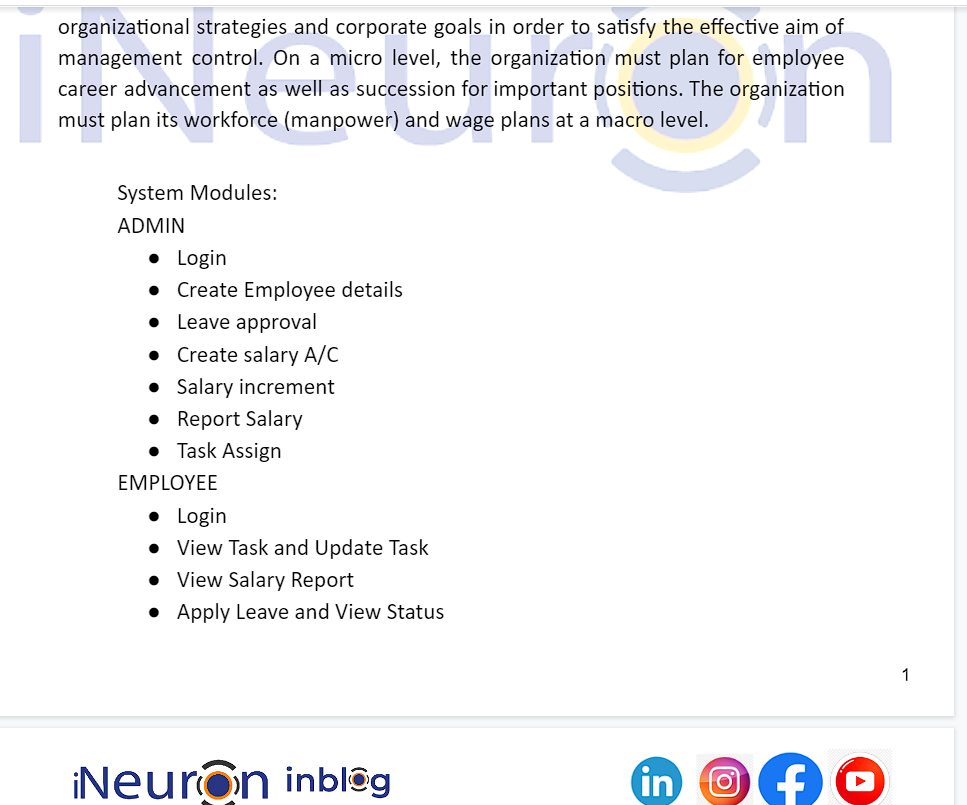 iNeuron
organizational strategies and corporate goals in order to satisfy the effective aim of
management control. On a micro level, the organization must plan for employee
career advancement as well as succession for important positions. The organization
must plan its workforce (manpower) and wage plans at a macro level.
System Modules:
ADMIN
● Login
● Create Employee details
● Leave approval
● Create salary A/C
● Salary increment
● Report Salary
● Task Assign
EMPLOYEE
● Login
● View Task and Update Task
● View Salary Report
● Apply Leave and View Status
1
iNeuron inblog
in
f